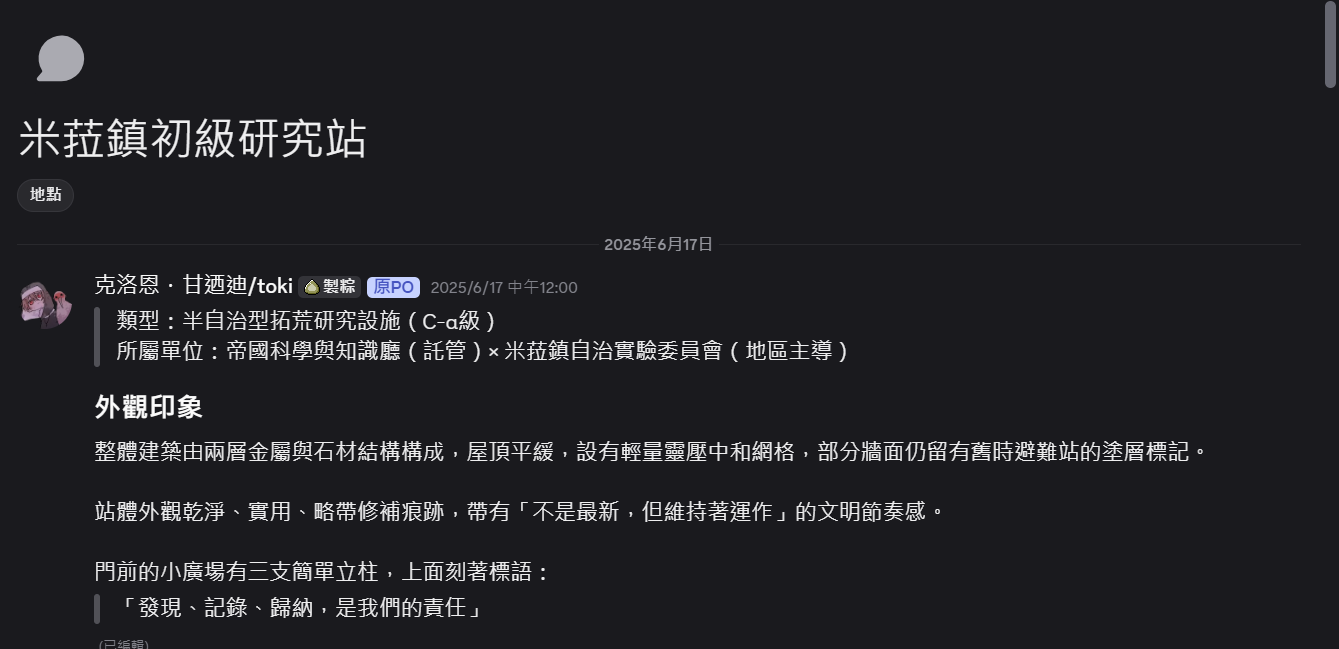 米菈鎮初級研究站
地點
2025年6月17日
克洛恩·甘迺迪/toki 製粽 原PO 2025/6/17 中午12:00
類型：半自治型拓荒研究設施（C-α級）
所屬單位：帝國科學與知識廳（託管）× 米菈鎮自治實驗委員會（地區主導）
外觀印象
整體建築由兩層金屬與石材結構構成，屋頂平緩，設有輕量靈壓中和網格，部分牆面仍留有舊時避難站的塗層標記。
站體外觀乾淨、實用、略帶修補痕跡，帶有「不是最新，但維持著運作」的文明節奏感。
門前的小廣場有三支簡單立柱，上面刻著標語：
「發現、記錄、歸納，是我們的責任」
(已編輯)